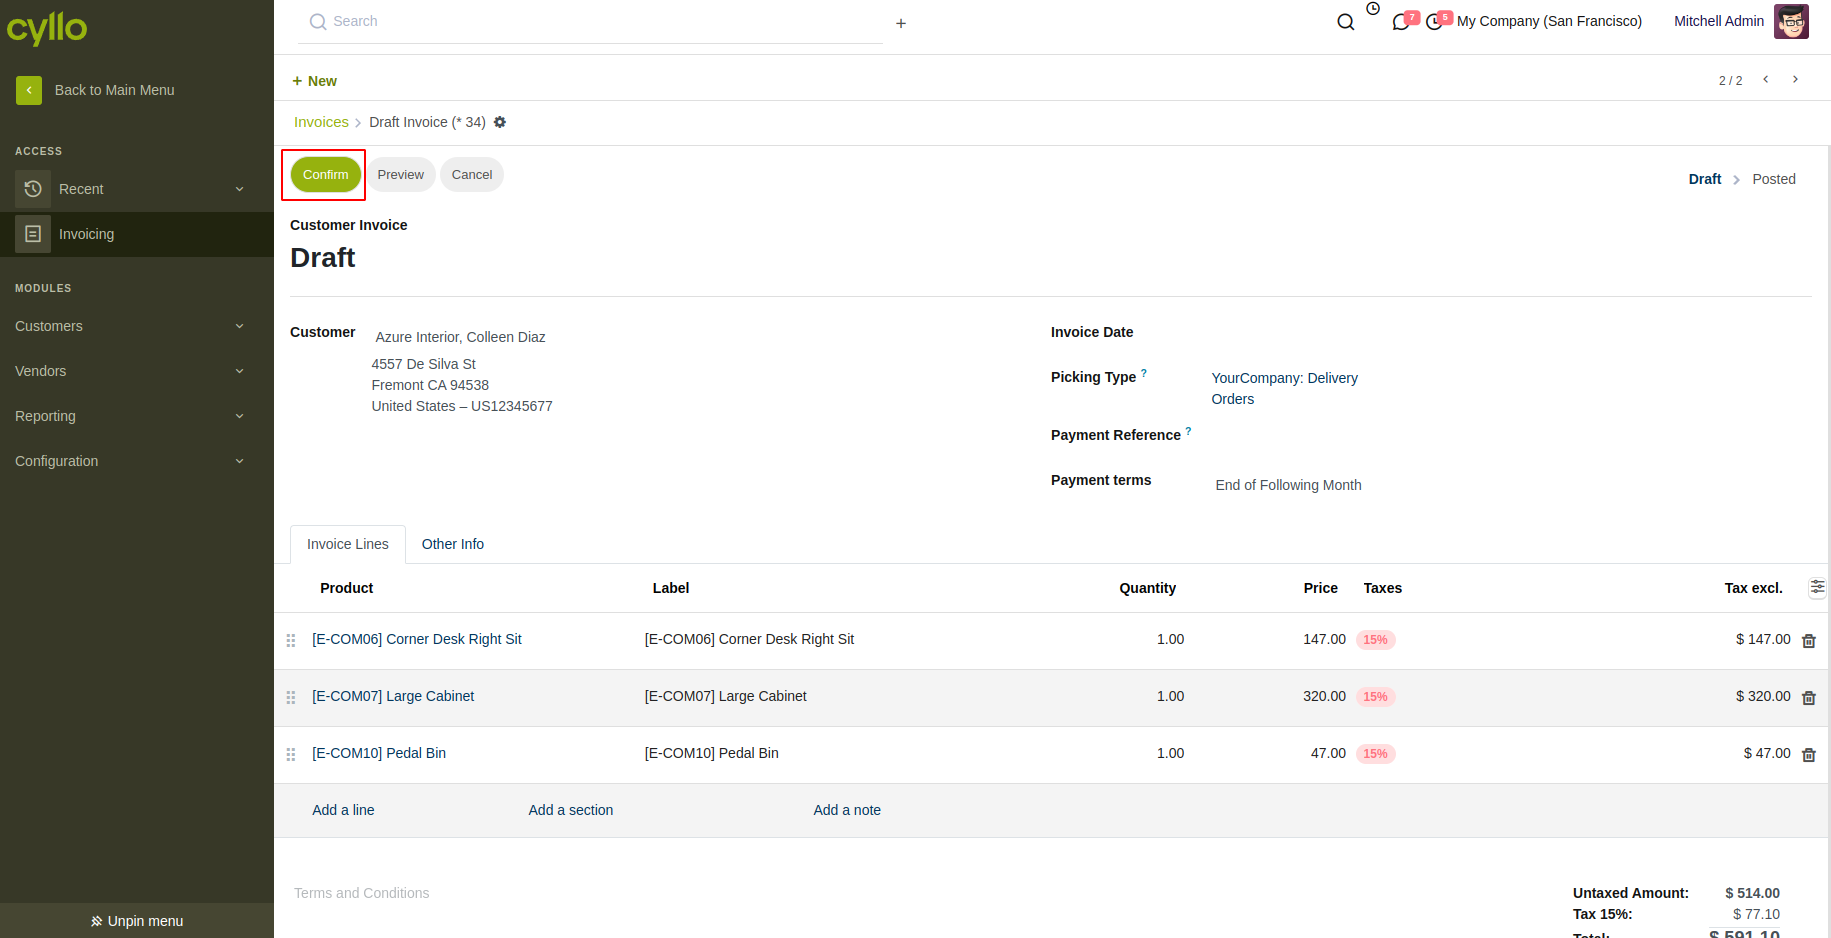 cyllo
Search
+
7
5
My Company (San Francisco)
Mitchell Admin
Back to Main Menu
+ New
2 / 2
Invoices > Draft Invoice (* 34)
ACCESS
Recent
Invoicing
MODULES
Customers
Vendors
Reporting
Configuration
Unpin menu
Confirm
Preview
Cancel
Draft > Posted
Customer Invoice
Draft
Customer
Azure Interior, Colleen Diaz
4557 De Silva St
Fremont CA 94538
United States – US12345677
Invoice Date
Picking Type ?
YourCompany: Delivery
Orders
Payment Reference ?
Payment terms
End of Following Month
Invoice Lines
Other Info
Product Label Quantity Price Taxes Tax excl.
[E-COM06] Corner Desk Right Sit [E-COM06] Corner Desk Right Sit 1.00 147.00 15% $ 147.00
[E-COM07] Large Cabinet [E-COM07] Large Cabinet 1.00 320.00 15% $ 320.00
[E-COM10] Pedal Bin [E-COM10] Pedal Bin 1.00 47.00 15% $ 47.00
Add a line Add a section Add a note
Terms and Conditions
Untaxed Amount: $ 514.00
Tax 15%: $ 77.10
Total: $ 591.10